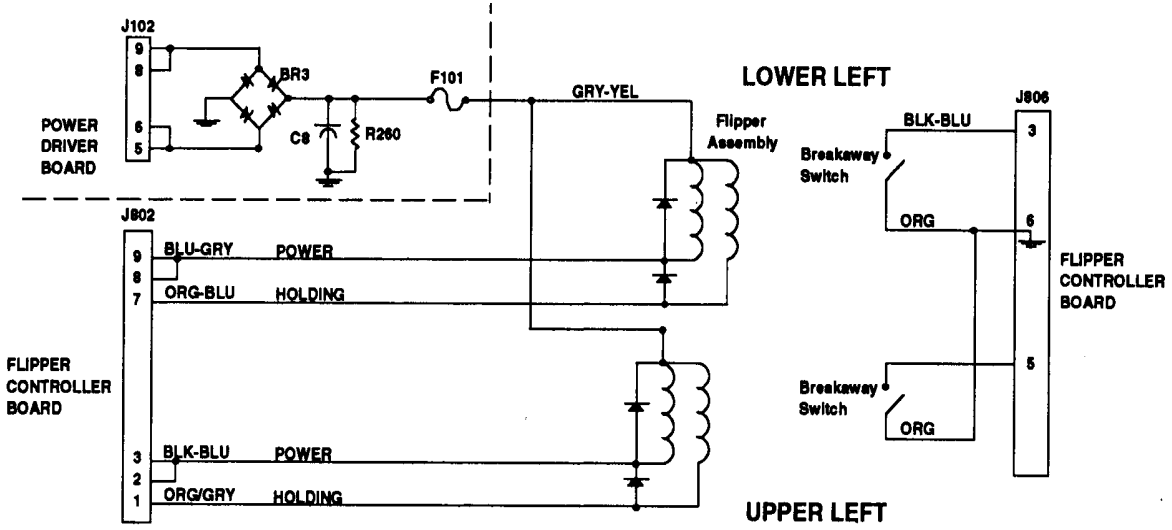 J102
9
8
6
5
POWER
DRIVER
BOARD
BR3
C8
R260
F101
GRY-YEL
LOWER LEFT
Flipper
Assembly
J802
9
8
7
BLU-GRY POWER
ORG-BLU HOLDING
FLIPPER
CONTROLLER
BOARD
3
2
1
BLK-BLU POWER
ORG/GRY HOLDING
UPPER LEFT
J806
3
6
5
BLK-BLU
Breakaway
Switch
ORG
FLIPPER
CONTROLLER
BOARD
Breakaway
Switch
ORG